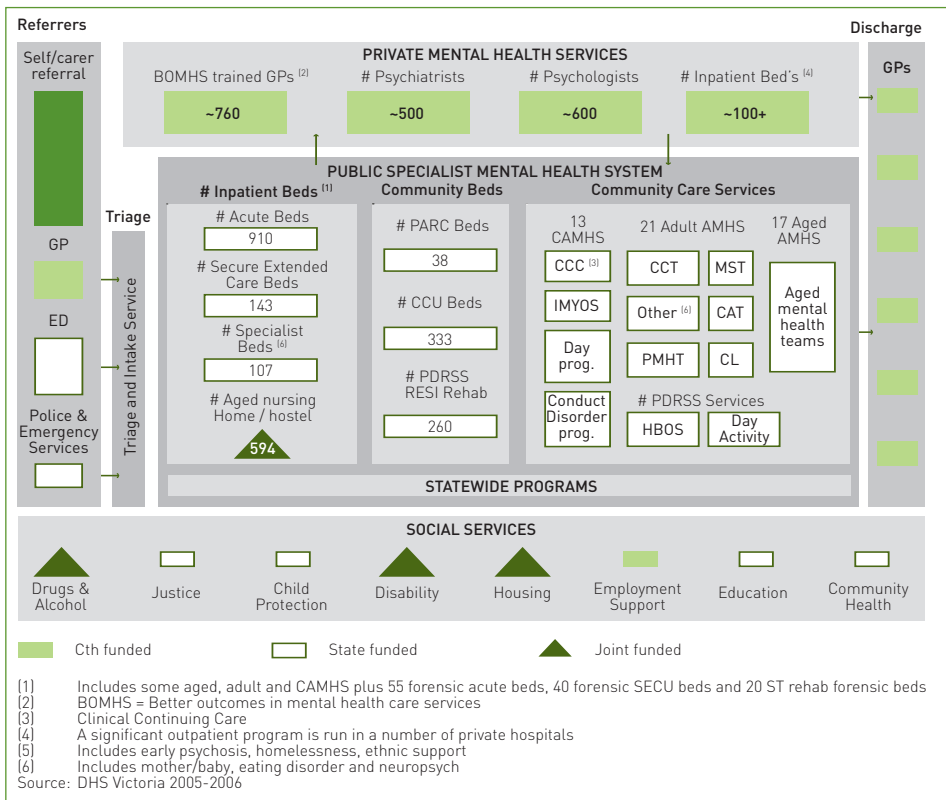 Referrers
Discharge
Self/carer
referral
GP
ED
Police &
Emergency
Services
Triage
Triage and Intake Service
PRIVATE MENTAL HEALTH SERVICES
BOMHS trained GPs (2)
# Psychiatrists
# Psychologists
# Inpatient Bed's (4)
~760
~500
~600
~100+
PUBLIC SPECIALIST MENTAL HEALTH SYSTEM
# Inpatient Beds (1)
# Acute Beds
910
# Secure Extended
Care Beds
143
# Specialist
Beds (6)
107
# Aged nursing
Home / hostel
594
Community Beds
# PARC Beds
38
# CCU Beds
333
# PDRSS
RESI Rehab
260
Community Care Services
13
CAMHS
CCC (3)
IMYOS
Day
prog.
Conduct
Disorder
prog.
21 Adult AMHS
CCT
MST
Other (6)
CAT
PMHT
CL
# PDRSS Services
HBOS
Day
Activity
17 Aged
AMHS
Aged
mental
health
teams
STATEWIDE PROGRAMS
GPs
SOCIAL SERVICES
Drugs &
Alcohol
Justice
Child
Protection
Disability
Housing
Employment
Support
Education
Community
Health
Cth funded
State funded
Joint funded
(1) Includes some aged, adult and CAMHS plus 55 forensic acute beds, 40 forensic SECU beds and 20 ST rehab forensic beds
(2) BOMHS = Better outcomes in mental health care services
(3) Clinical Continuing Care
(4) A significant outpatient program is run in a number of private hospitals
(5) Includes early psychosis, homelessness, ethnic support
(6) Includes mother/baby, eating disorder and neuropsych
Source: DHS Victoria 2005-2006